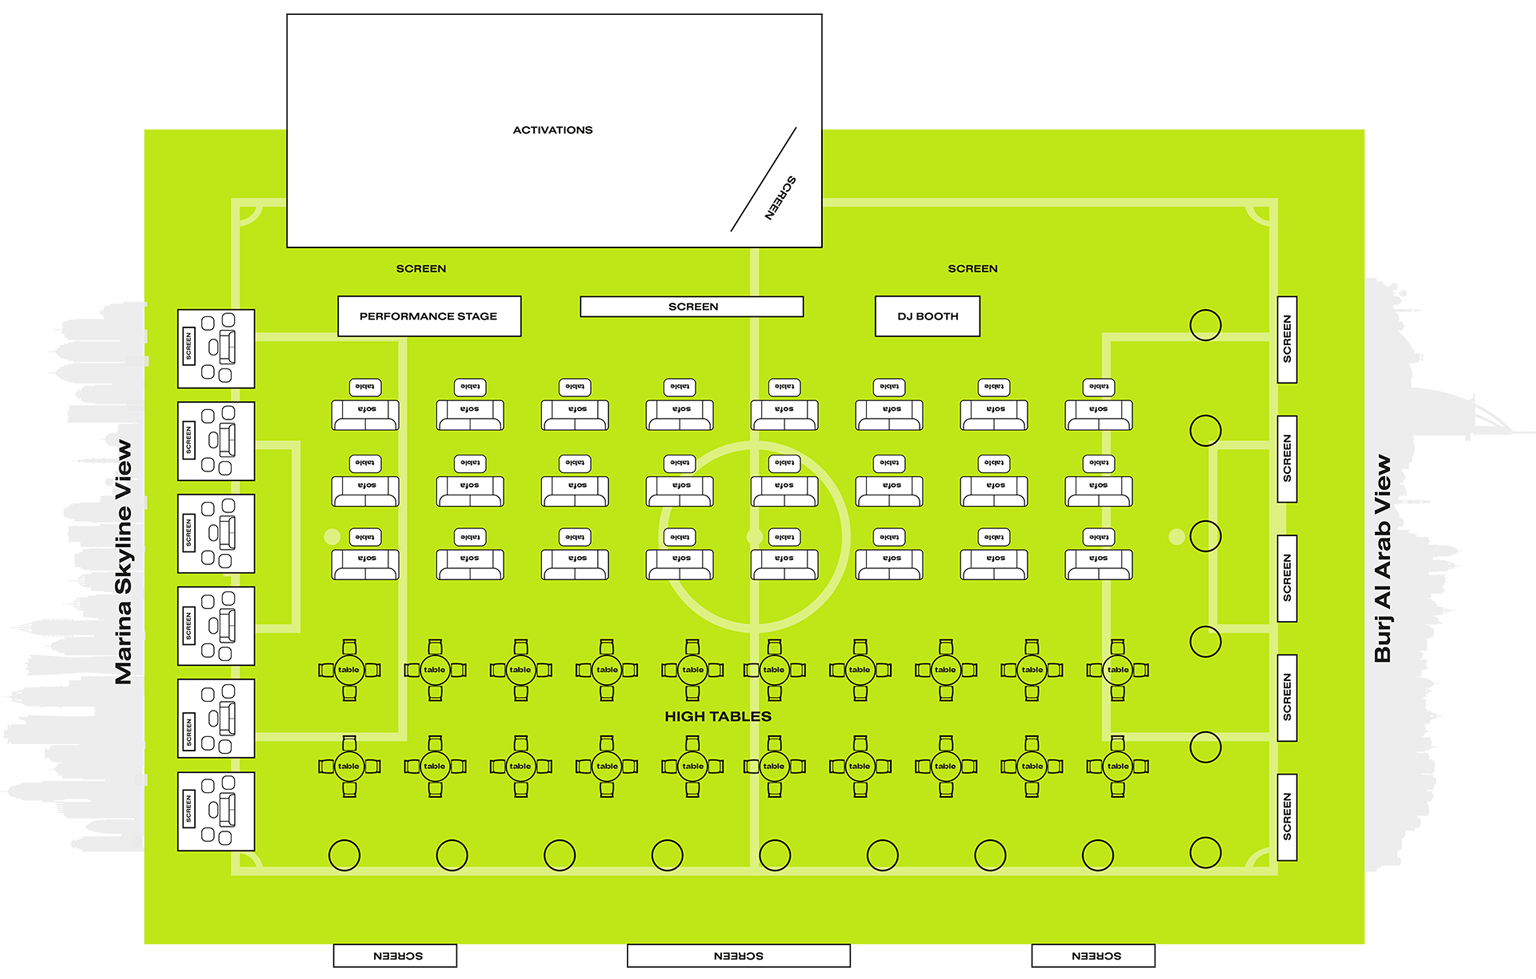 ACTIVATIONS
SCREEN
SCREEN
SCREEN
PERFORMANCE STAGE
SCREEN
DJ BOOTH
SCREEN
SCREEN
SCREEN
SCREEN
SCREEN
SCREEN
Marina Skyline View
table table table table table table table table
sofa sofa sofa sofa sofa sofa sofa sofa
table table table table table table table table
sofa sofa sofa sofa sofa sofa sofa sofa
table table table table table table table table
sofa sofa sofa sofa sofa sofa sofa sofa
table table table table table table table table table table
HIGH TABLES
table table table table table table table table table table
SCREEN
SCREEN
SCREEN
SCREEN
SCREEN
Burj Al Arab View
SCREEN
SCREEN
SCREEN